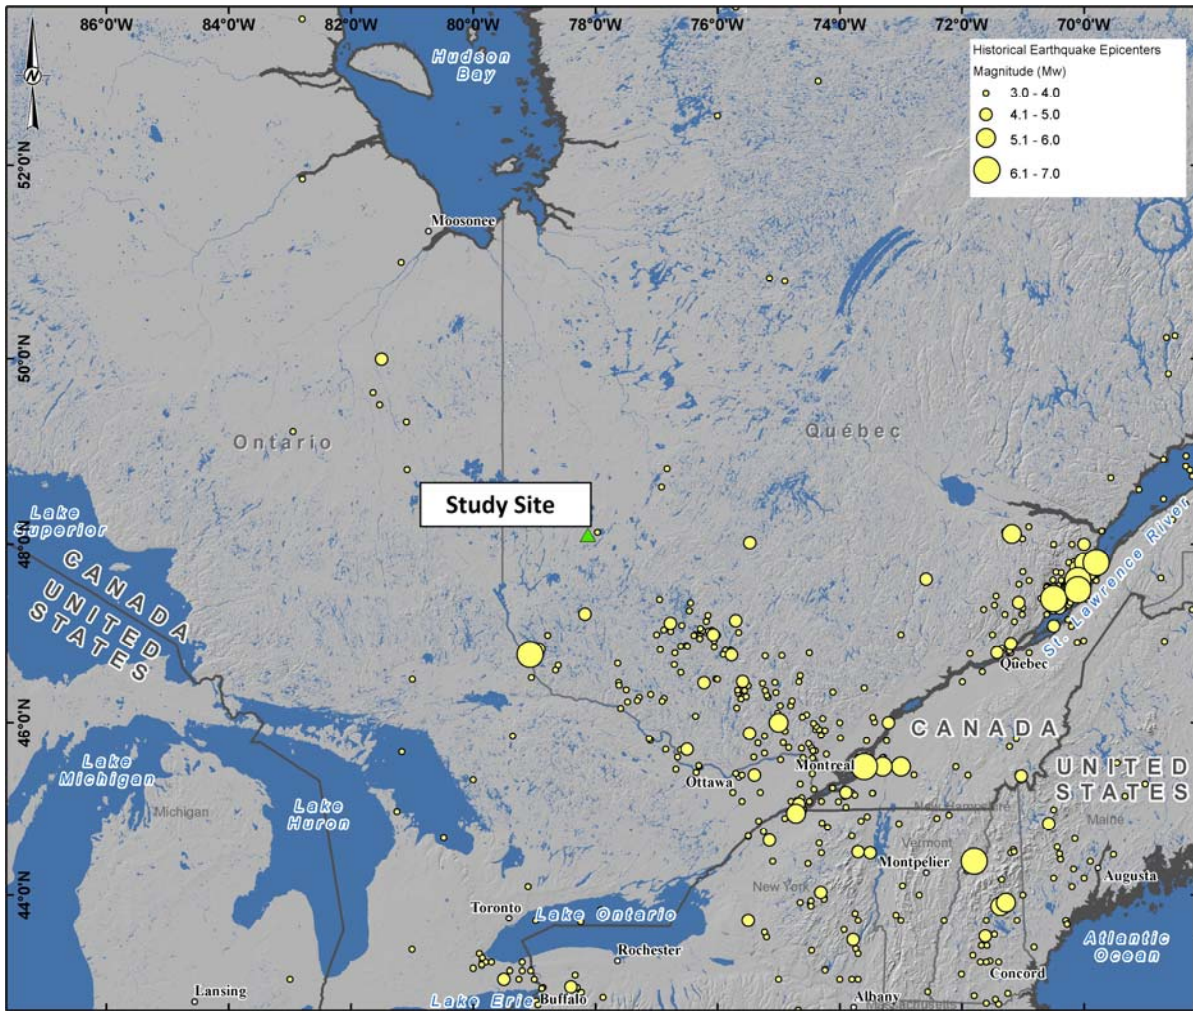 86°0'W 84°0'W 82°0'W 80°0'W 78°0'W 76°0'W 74°0'W 72°0'W 70°0'W
N
Hudson
Bay
Historical Earthquake Epicenters
Magnitude (Mw)
3.0 - 4.0
4.1 - 5.0
5.1 - 6.0
6.1 - 7.0
52°0'N
Moosonee
50°0'N
Ontario
Québec
Study Site
48°0'N
Lake
Superior
CANADA
UNITED
STATES
St. Lawrence River
Québec
46°0'N
CANADA
Lake
Michigan
Montreal
Ottawa
UNITED
STATES
Michigan
Lake
Huron
New Hampshire
Maine
Vermont
Montpelier
Augusta
New York
44°0'N
Toronto
Lake Ontario
Rochester
Atlantic
Ocean
Concord
Lansing
Lake Erie
Buffalo
Albany
Massachusetts